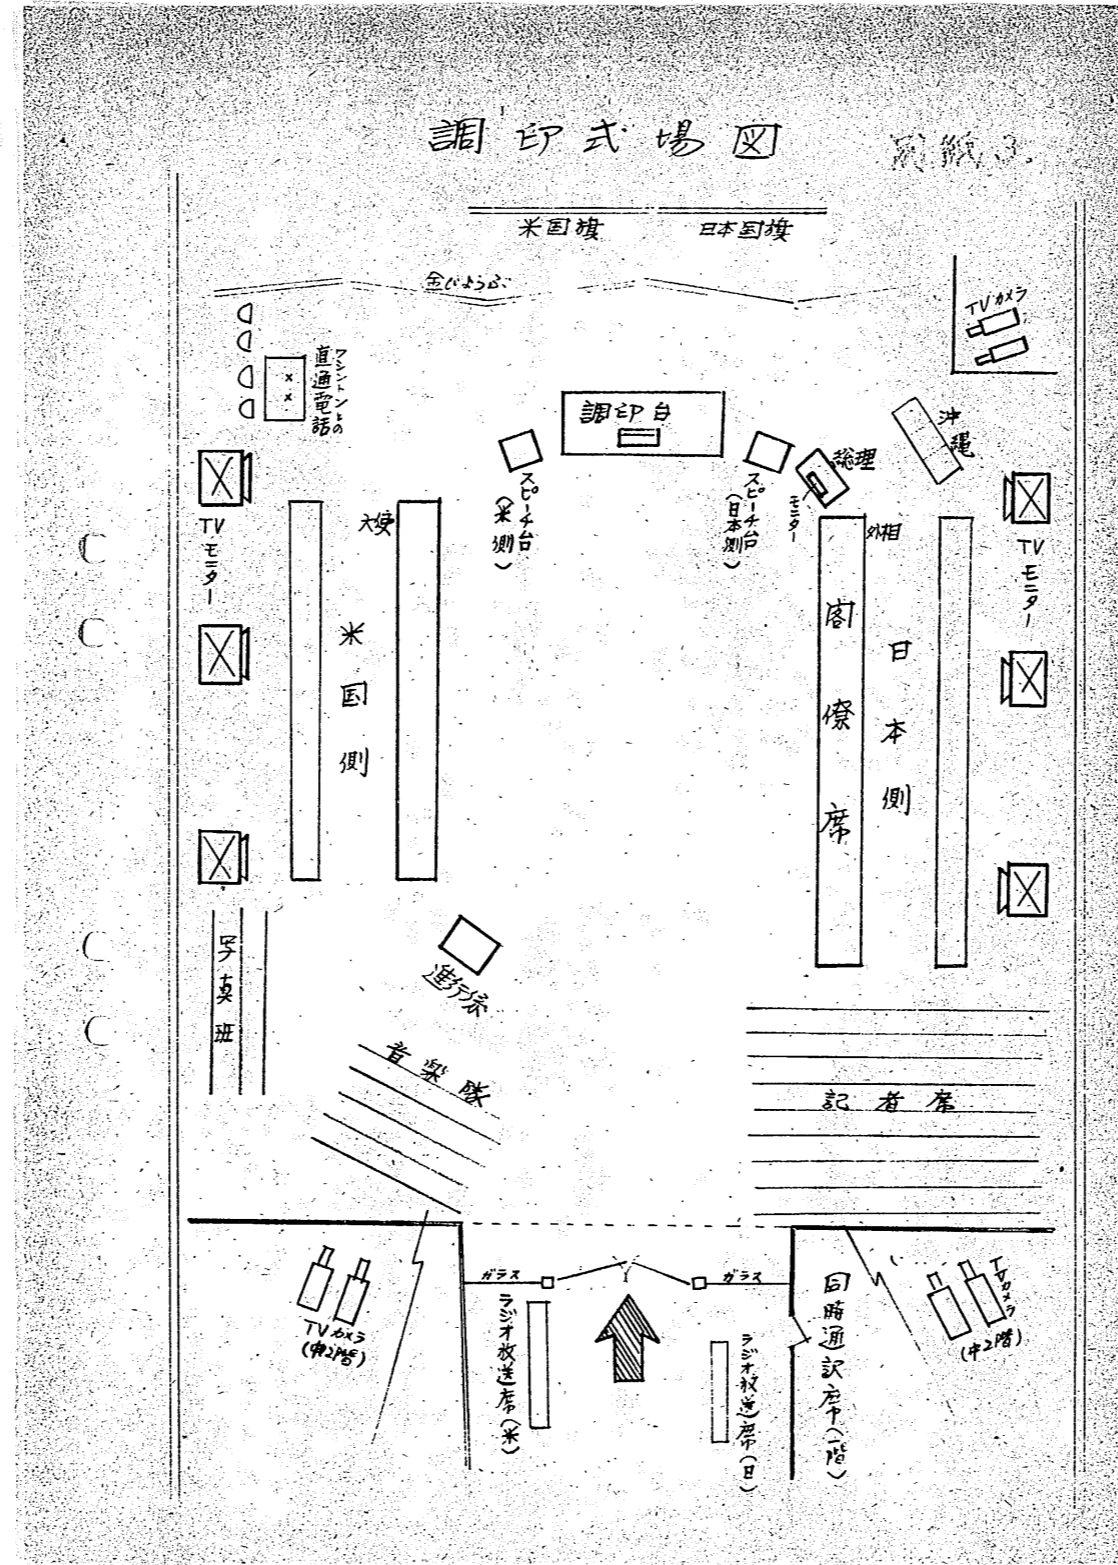 調印式場図
別紙3.
米国旗
日本国旗
金びようぶ
TVカメラ
ワシントンとの
直通電話
調印台
スピーチ台
(米側)
スピーチ台
(日本側)
総理
モニター
沖縄
TVモニター
大使
外相
TVモニター
米国側
閣僚席
日本側
写真班
進行係
音楽隊
記者席
ガラス
ガラス
TVカメラ
(中2階)
ラジオ放送席(米)
ラジオ放送席(日)
同時通訳席(一階)
TVカメラ
(中2階)